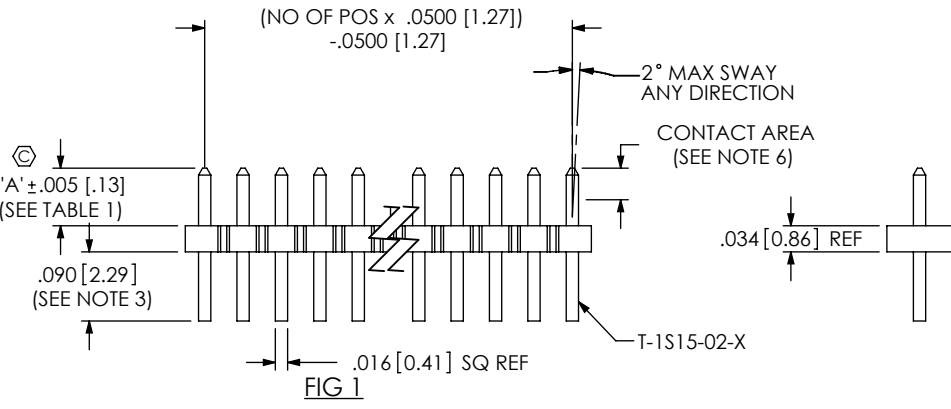 (NO OF POS x .0500 [1.27])
-.0500 [1.27]
2° MAX SWAY
ANY DIRECTION
CONTACT AREA
(SEE NOTE 6)
C
'A' ±.005 [.13]
(SEE TABLE 1)
.034 [0.86] REF
.090 [2.29]
(SEE NOTE 3)
T-1S15-02-X
.016 [0.41] SQ REF
FIG 1